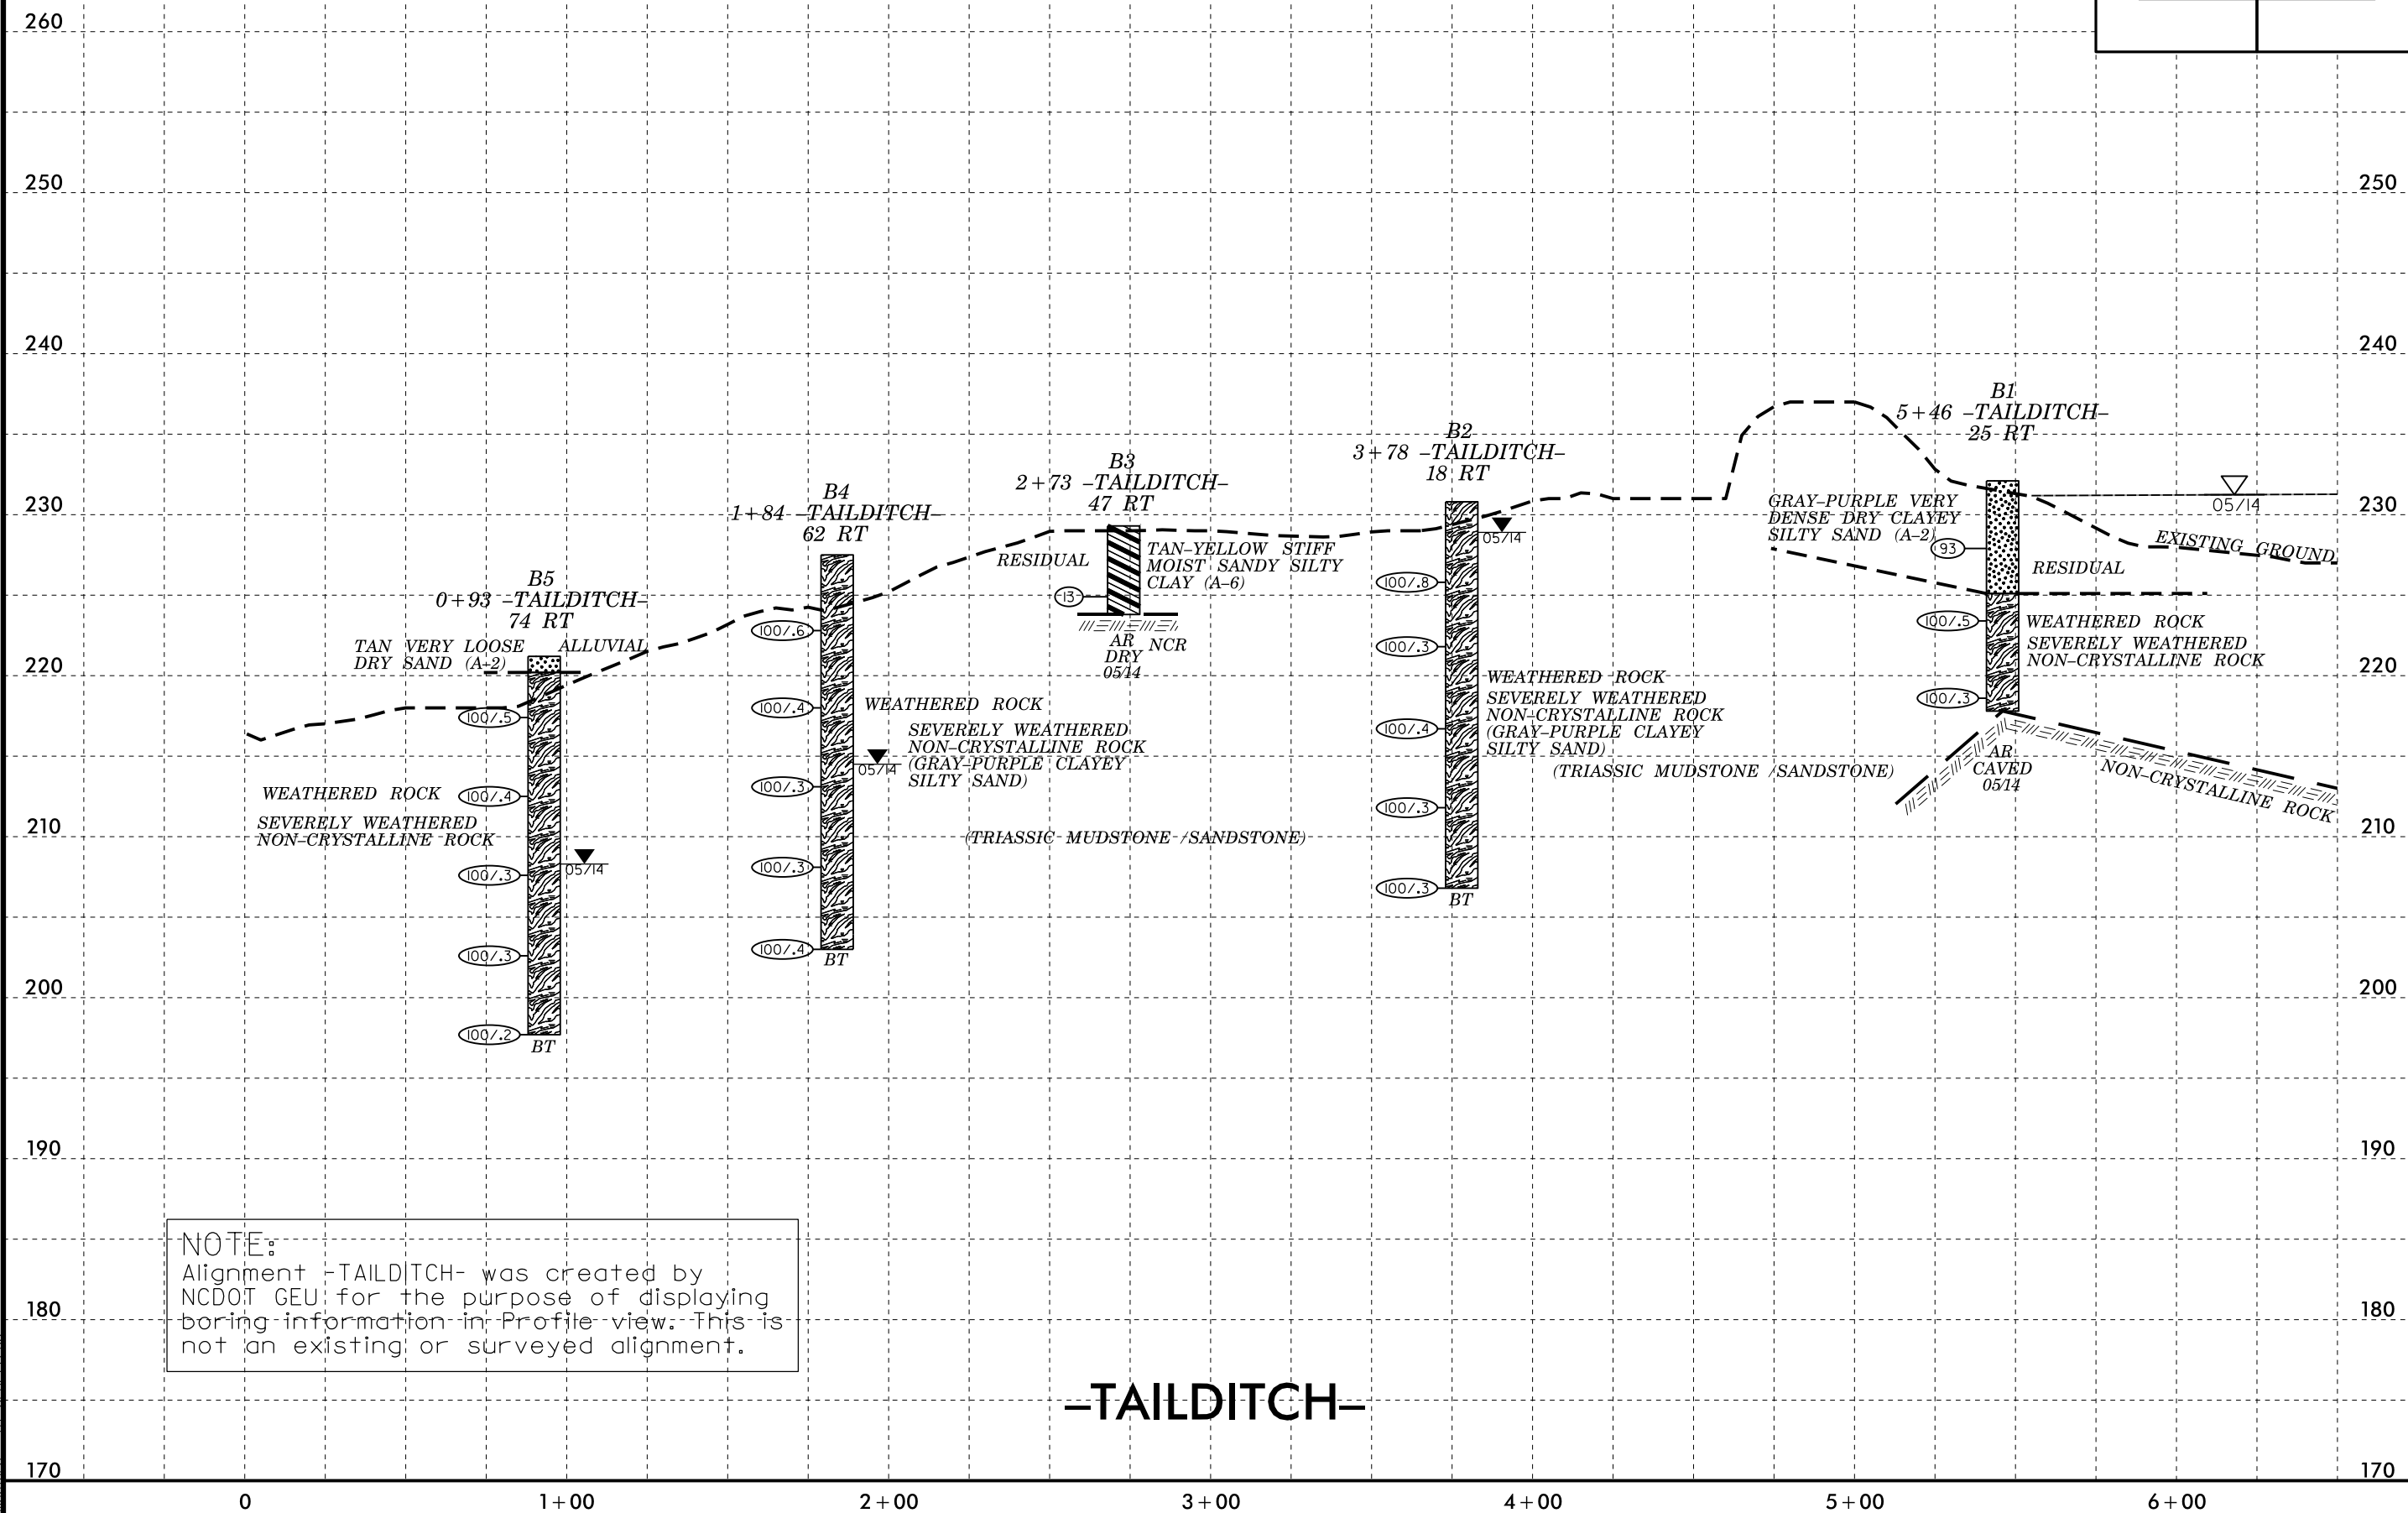 260
250
250
240
240
B1
5+46 –TAILDITCH–
25 RT
B2
3+78 –TAILDITCH–
18 RT
B3
2+73 –TAILDITCH–
47 RT
B4
1+84 –TAILDITCH–
62 RT
230
230
GRAY–PURPLE VERY
DENSE DRY CLAYEY
SILTY SAND (A–2)
93
05/14
05/14
EXISTING GROUND
RESIDUAL
RESIDUAL
TAN–YELLOW STIFF
MOIST SANDY SILTY
CLAY (A–6)
13
AR
DRY
05/14
NCR
B5
0+93 –TAILDITCH–
74 RT
TAN VERY LOOSE
DRY SAND (A–2)
ALLUVIAL
220
220
100/.5
100/.4
100/.3
100/.3
100/.2
BT
05/14
WEATHERED ROCK
SEVERELY WEATHERED
NON–CRYSTALLINE ROCK
100/.6
100/.4
100/.3
100/.3
100/.4
BT
05/14
WEATHERED ROCK
SEVERELY WEATHERED
NON–CRYSTALLINE ROCK
(GRAY–PURPLE CLAYEY
SILTY SAND)
(TRIASSIC MUDSTONE /SANDSTONE)
100/.8
100/.3
100/.4
100/.3
100/.3
BT
WEATHERED ROCK
SEVERELY WEATHERED
NON–CRYSTALLINE ROCK
(GRAY–PURPLE CLAYEY
SILTY SAND)
(TRIASSIC MUDSTONE /SANDSTONE)
100/.5
100/.3
WEATHERED ROCK
SEVERELY WEATHERED
NON–CRYSTALLINE ROCK
AR
CAVED
05/14
NON–CRYSTALLINE ROCK
210
210
200
200
190
190
NOTE:
Alignment -TAILDITCH- was created by
NCDOT GEU for the purpose of displaying
boring information in Profile view. This is
not an existing or surveyed alignment.
180
180
–TAILDITCH–
170
170
0
1+00
2+00
3+00
4+00
5+00
6+00